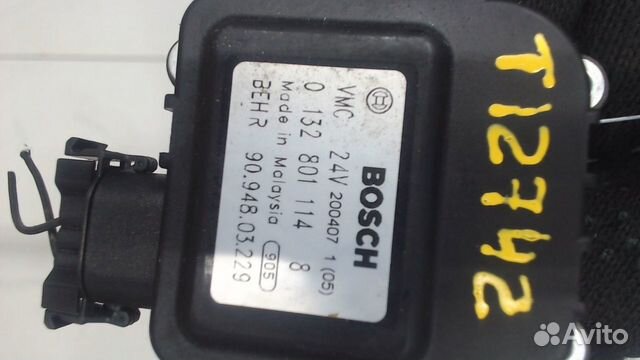 BOSCH
VMC 24V 200407 1 (05)
0 132 801 114 8
Made in Malaysia 905
BEHR 90.948.03.229
T12742
Avito